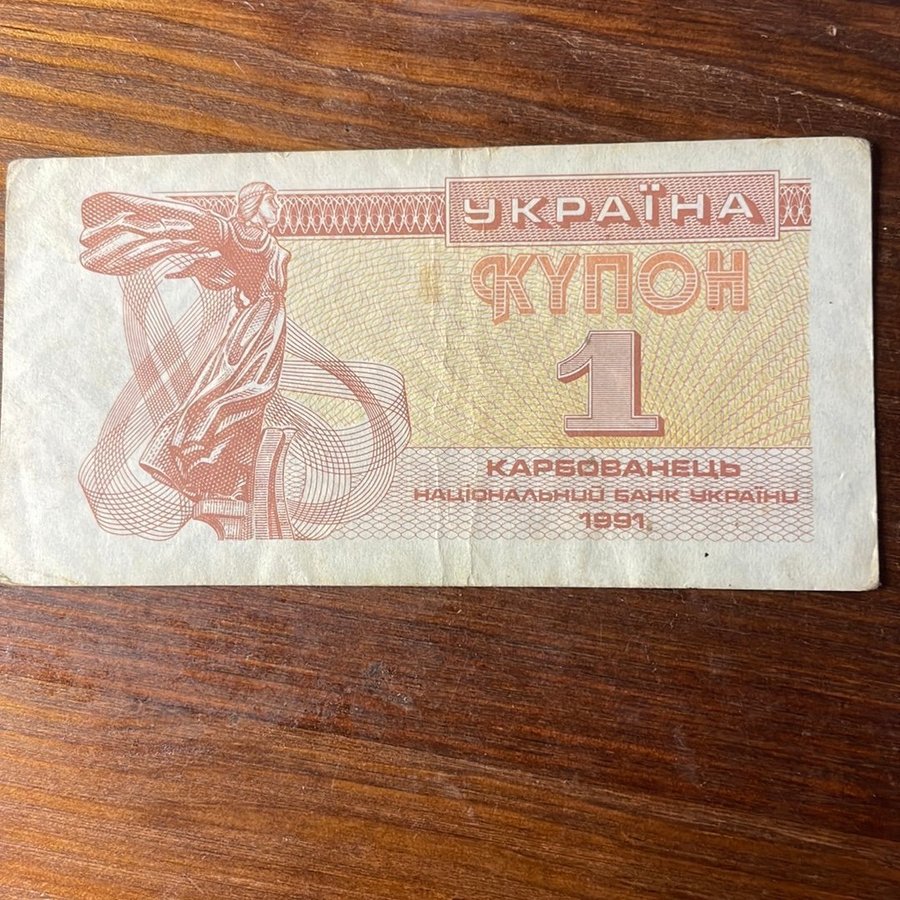 УКРАЇНА
КУПОН
1
КАРБОВАНЕЦЬ
НАЦІОНАЛЬНИЙ БАНК УКРАЇНИ
1991